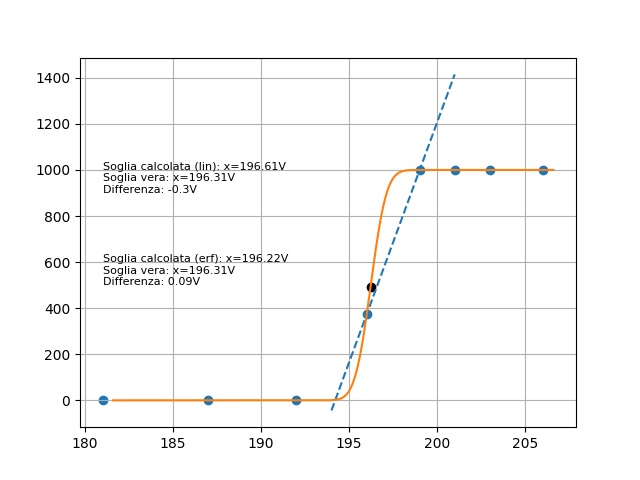 1400
1200
1000
800
600
400
200
0
Soglia calcolata (lin): x=196.61V
Soglia vera: x=196.31V
Differenza: -0.3V
Soglia calcolata (erf): x=196.22V
Soglia vera: x=196.31V
Differenza: 0.09V
180 185 190 195 200 205